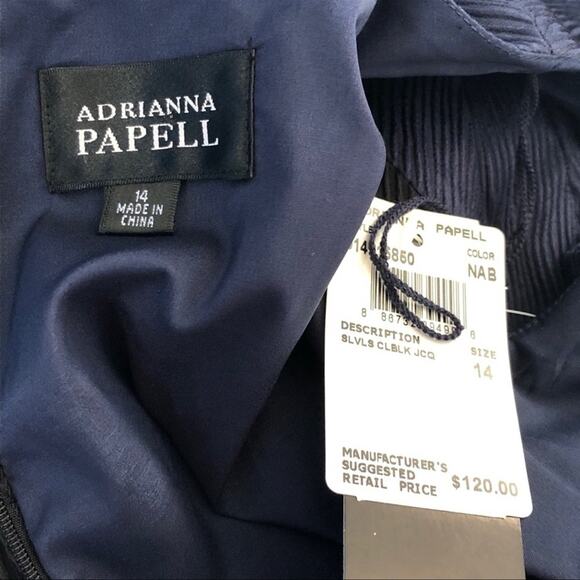 ADRIANNA
PAPELL
14
MADE IN
CHINA
PAPELL
COLOR
NAB
DESCRIPTION
SLVLS CLBLK JCQ
SIZE
14
MANUFACTURER'S
SUGGESTED
RETAIL PRICE $120.00